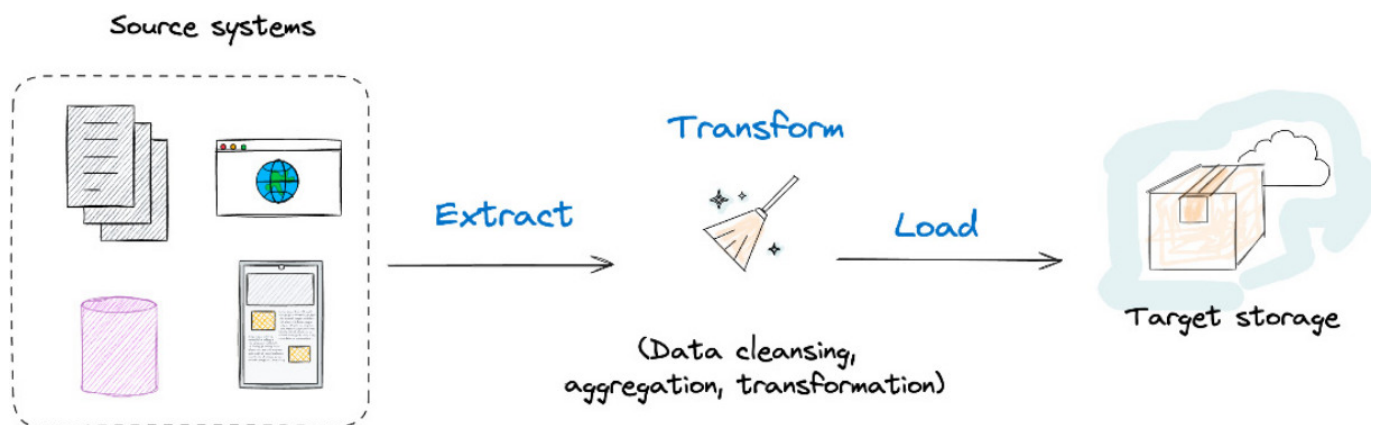 Source systems
Transform
Extract
Load
Target storage
(Data cleansing,
aggregation, transformation)